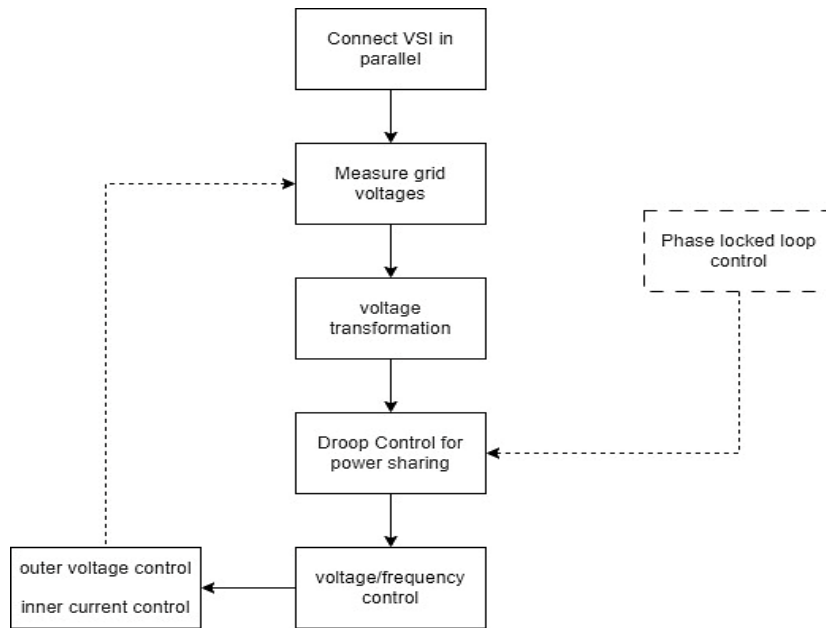 Connect VSI in
parallel
Measure grid
voltages
Phase locked loop
control
voltage
transformation
Droop Control for
power sharing
outer voltage control
inner current control
voltage/frequency
control